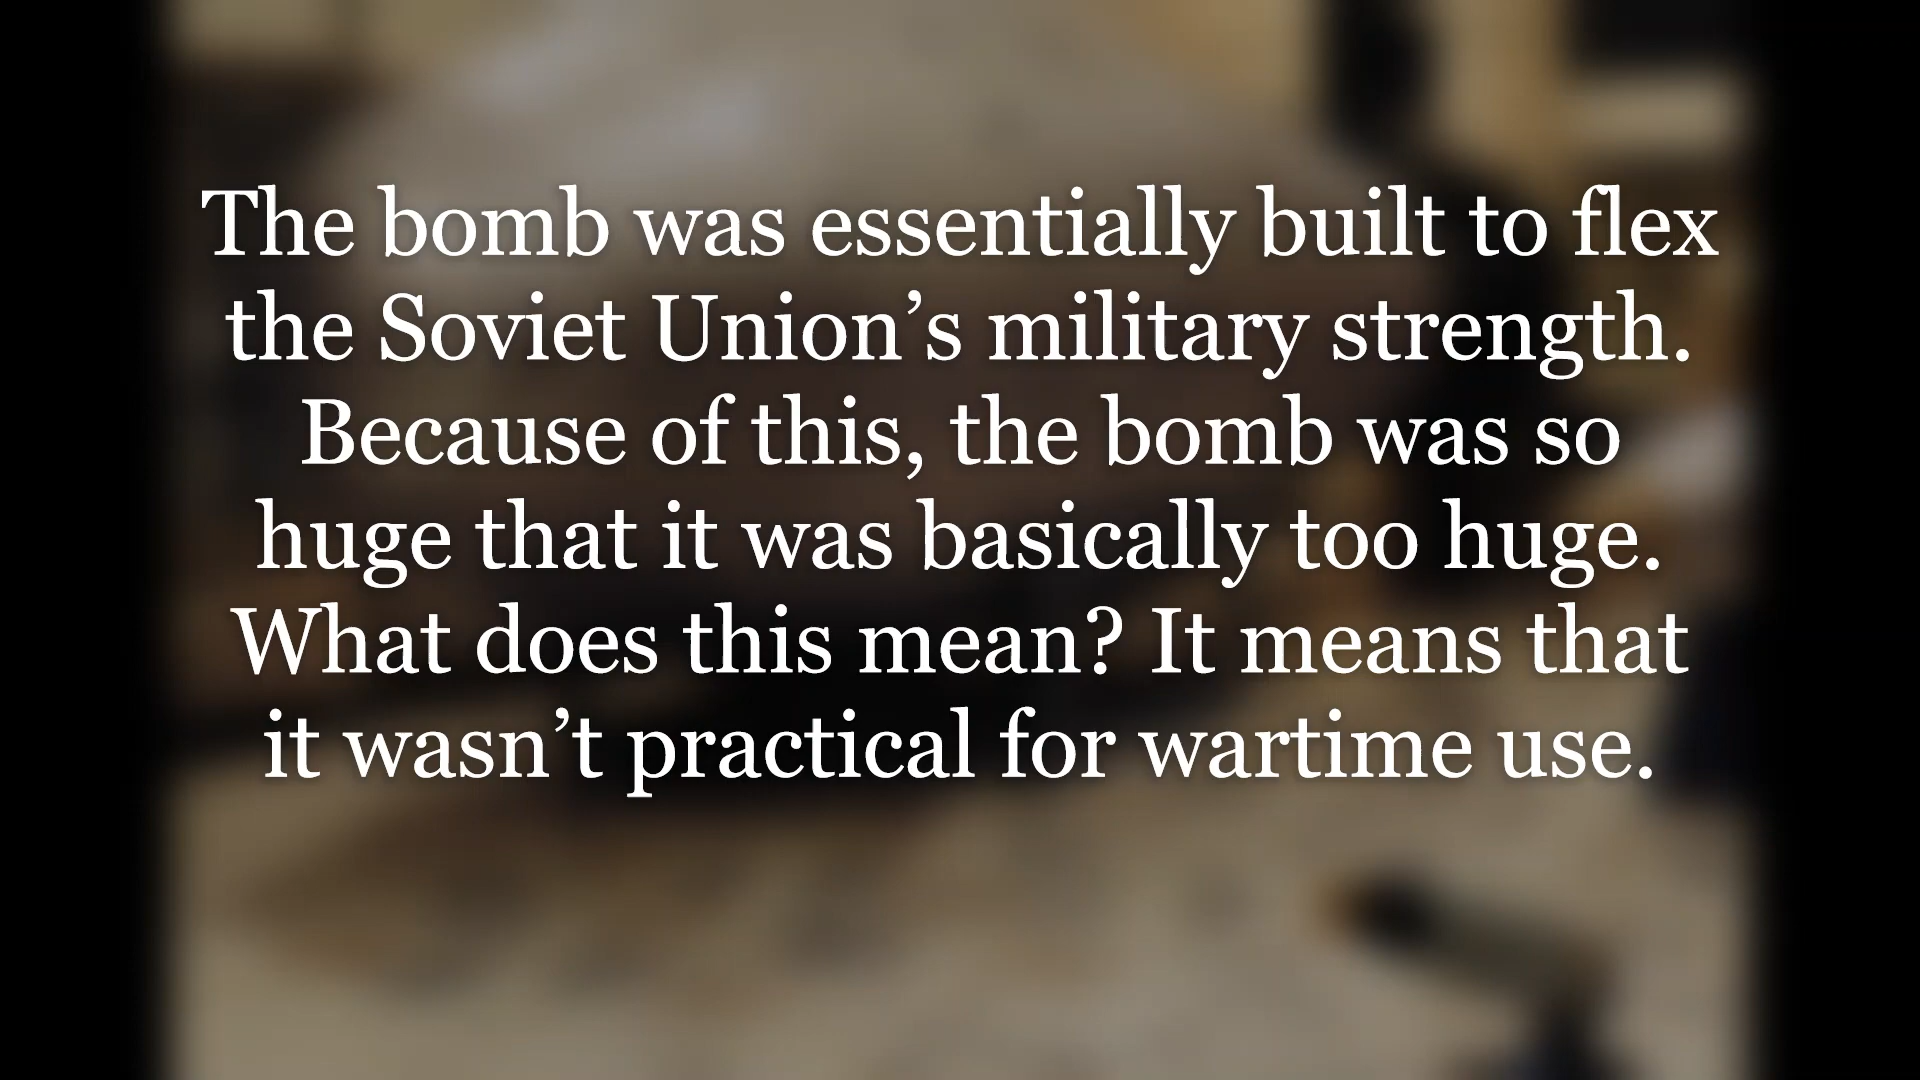 The bomb was essentially built to flex
the Soviet Union’s military strength.
Because of this, the bomb was so
huge that it was basically too huge.
What does this mean? It means that
it wasn’t practical for wartime use.